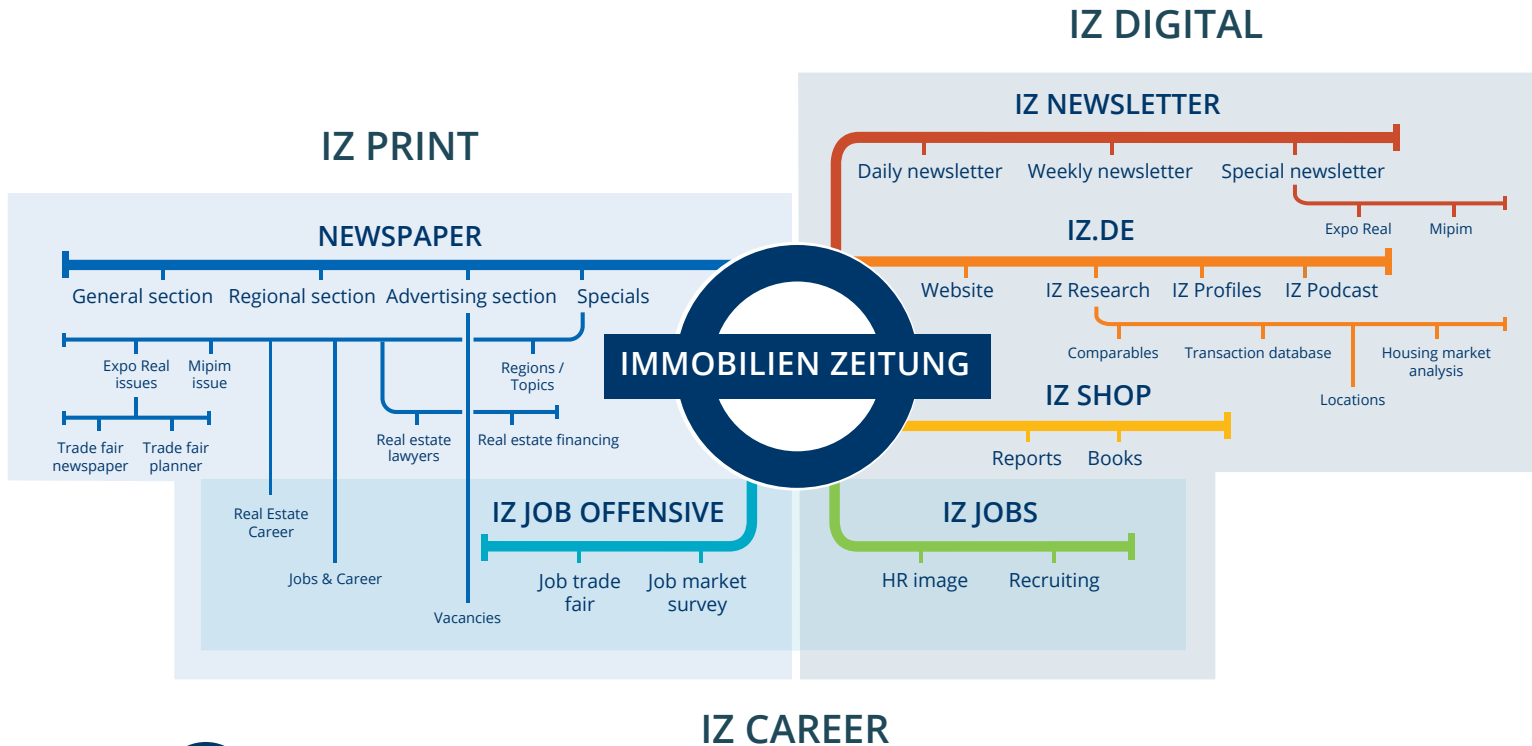 IZ DIGITAL
IZ PRINT
IZ NEWSLETTER
Daily newsletter
Weekly newsletter
Special newsletter
Expo Real
Mipim
NEWSPAPER
General section
Regional section
Advertising section
Specials
Expo Real
issues
Mipim
issue
Regions /
Topics
Trade fair
newspaper
Trade fair
planner
Real estate
lawyers
Real estate financing
Real Estate
Career
Jobs & Career
Vacancies
IMMOBILIEN ZEITUNG
IZ.DE
Website
IZ Research
IZ Profiles
IZ Podcast
Comparables
Transaction database
Locations
Housing market
analysis
IZ SHOP
Reports
Books
IZ JOB OFFENSIVE
Job trade
fair
Job market
survey
IZ JOBS
HR image
Recruiting
IZ CAREER